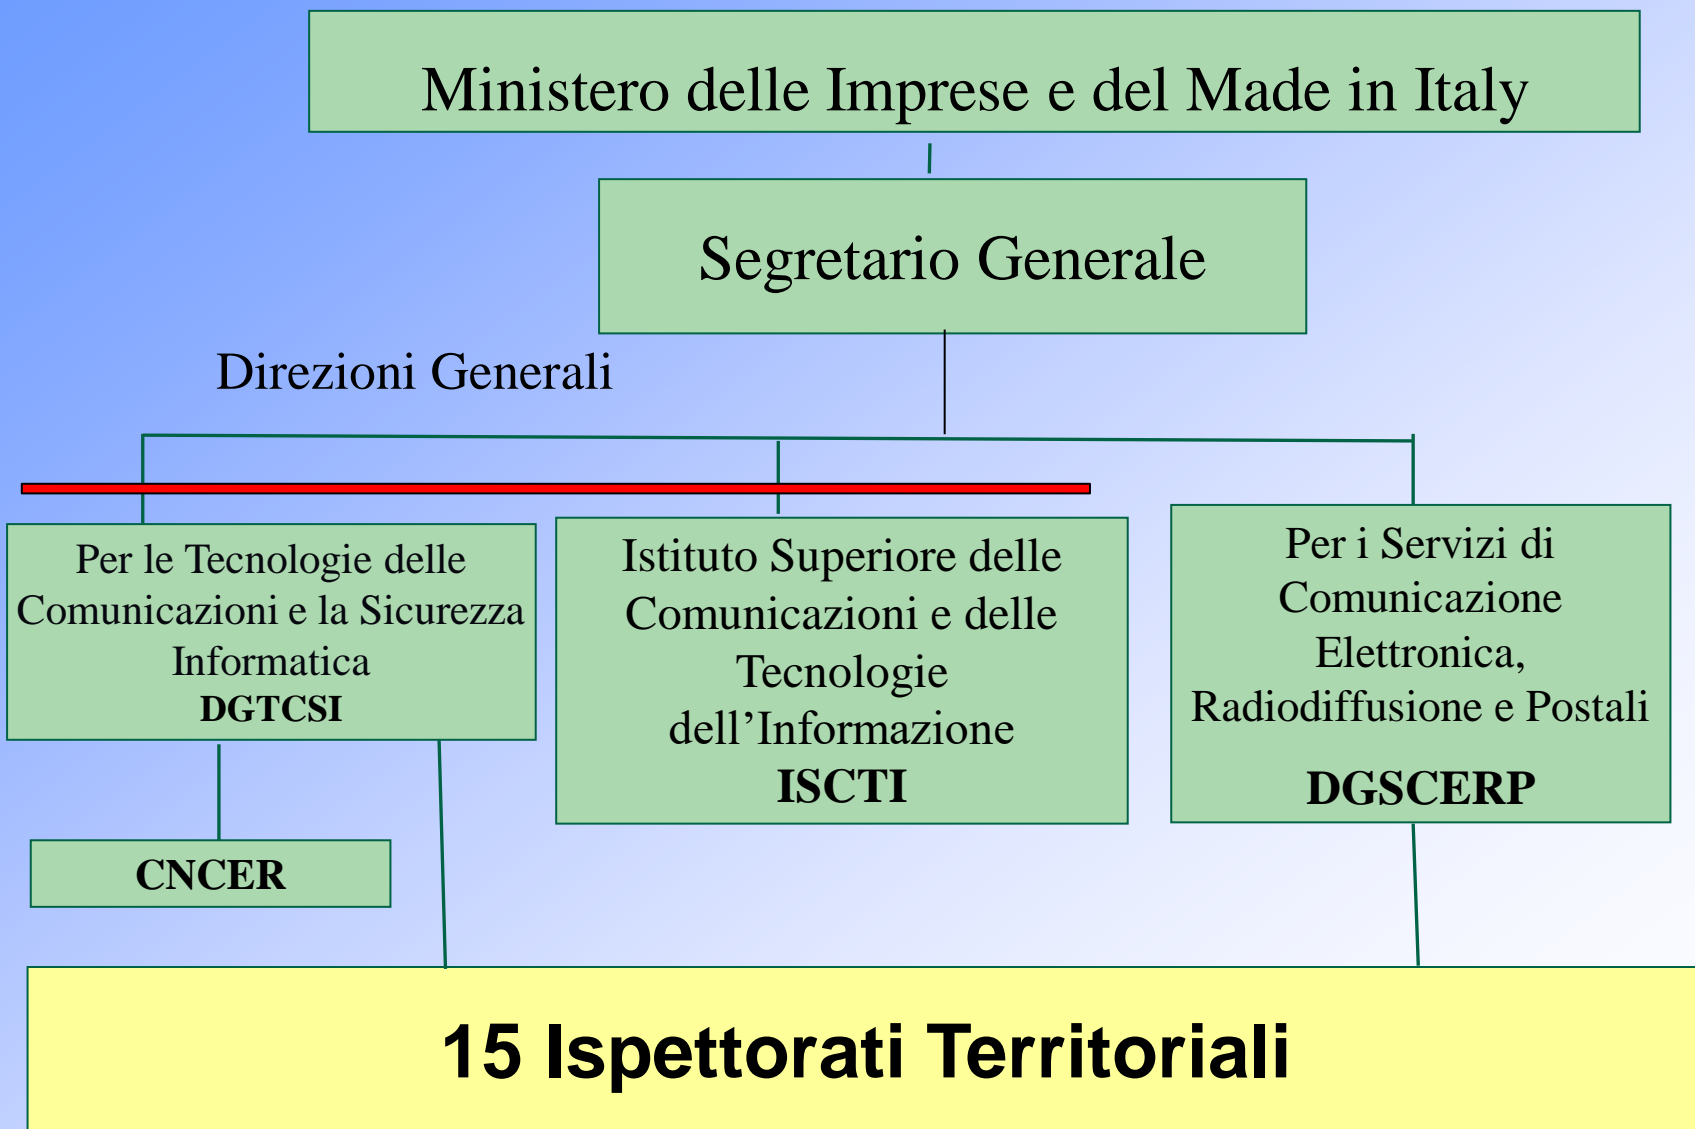 Ministero delle Imprese e del Made in Italy
Segretario Generale
Direzioni Generali
Per le Tecnologie delle
Comunicazioni e la Sicurezza
Informatica
DGTCSI
Istituto Superiore delle
Comunicazioni e delle
Tecnologie
dell’Informazione
ISCTI
Per i Servizi di
Comunicazione
Elettronica,
Radiodiffusione e Postali
DGSCERP
CNCER
15 Ispettorati Territoriali